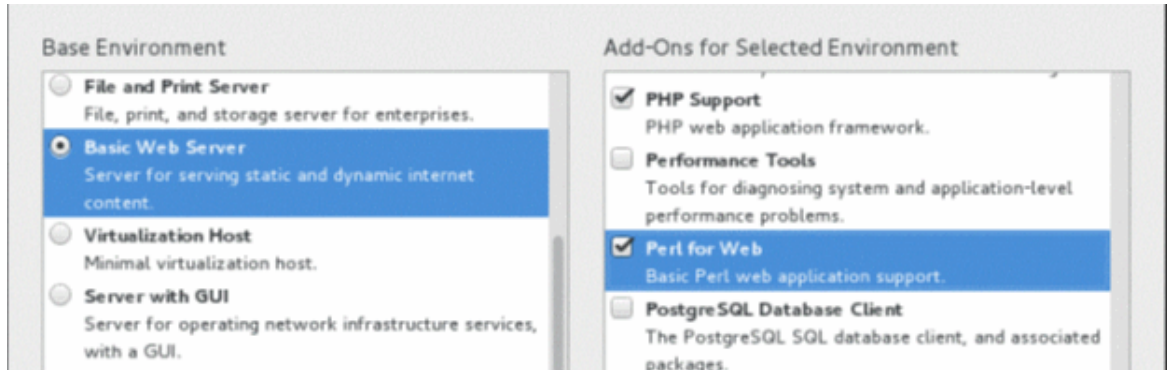 Base Environment
File and Print Server
File, print, and storage server for enterprises.
Basic Web Server
Server for serving static and dynamic internet
content.
Virtualization Host
Minimal virtualization host.
Server with GUI
Server for operating network infrastructure services,
with a GUI.
Add-Ons for Selected Environment
PHP Support
PHP web application framework.
Performance Tools
Tools for diagnosing system and application-level
performance problems.
Perl for Web
Basic Perl web application support.
PostgreSQL Database Client
The PostgreSQL SQL database client, and associated
packages.